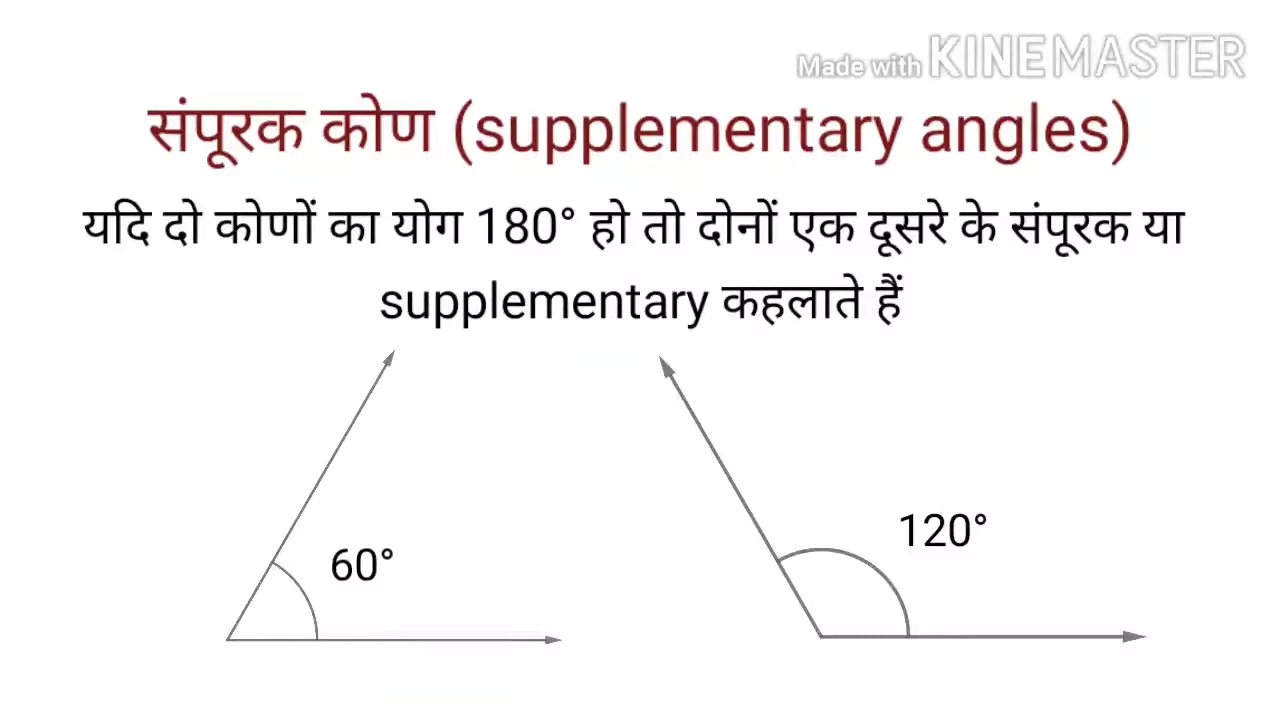 Made with KINEMASTER
संपूरक कोण (supplementary angles)
यदि दो कोणों का योग 180° हो तो दोनों एक दूसरे के संपूरक या
supplementary कहलाते हैं
60°
120°